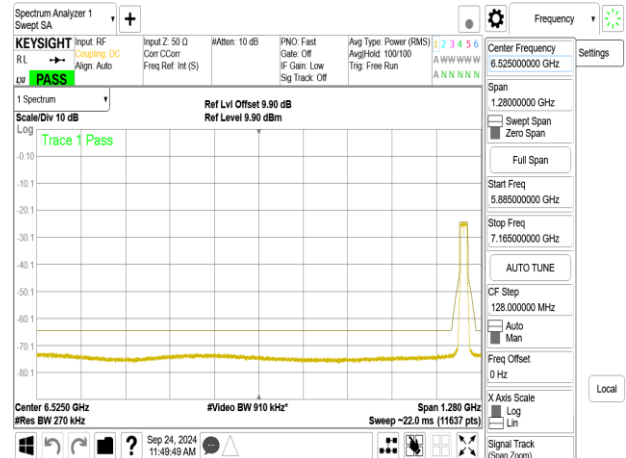 Spectrum Analyzer 1
Swept SA
Frequency
KEYSIGHT
RL
LXI
PASS
Input: RF
Coupling: DC
Align: Auto
Input Z: 50 Ω
Corr CCorr
Freq Ref: Int (S)
#Atten: 10 dB
PNO: Fast
Gate: Off
IF Gain: Low
Sig Track: Off
Avg Type: Power (RMS)
Avg|Hold: 100/100
Trig: Free Run
1 2 3 4 5 6
A W W W W W
A N N N N N
1 Spectrum
Scale/Div 10 dB
Ref Lvl Offset 9.90 dB
Ref Level 9.90 dBm
Log
Trace 1 Pass
-0.10
-10.1
-20.1
-30.1
-40.1
-50.1
-60.1
-70.1
-80.1
Center 6.5250 GHz
#Res BW 270 kHz
#Video BW 910 kHz*
Span 1.280 GHz
Sweep ~22.0 ms (11637 pts)
Sep 24, 2024
11:49:49 AM
Center Frequency
6.525000000 GHz
Span
1.28000000 GHz
Swept Span
Zero Span
Full Span
Start Freq
5.885000000 GHz
Stop Freq
7.165000000 GHz
AUTO TUNE
CF Step
128.000000 MHz
Auto
Man
Freq Offset
0 Hz
X Axis Scale
Log
Lin
Signal Track
(Span Zoom)
Settings
Local